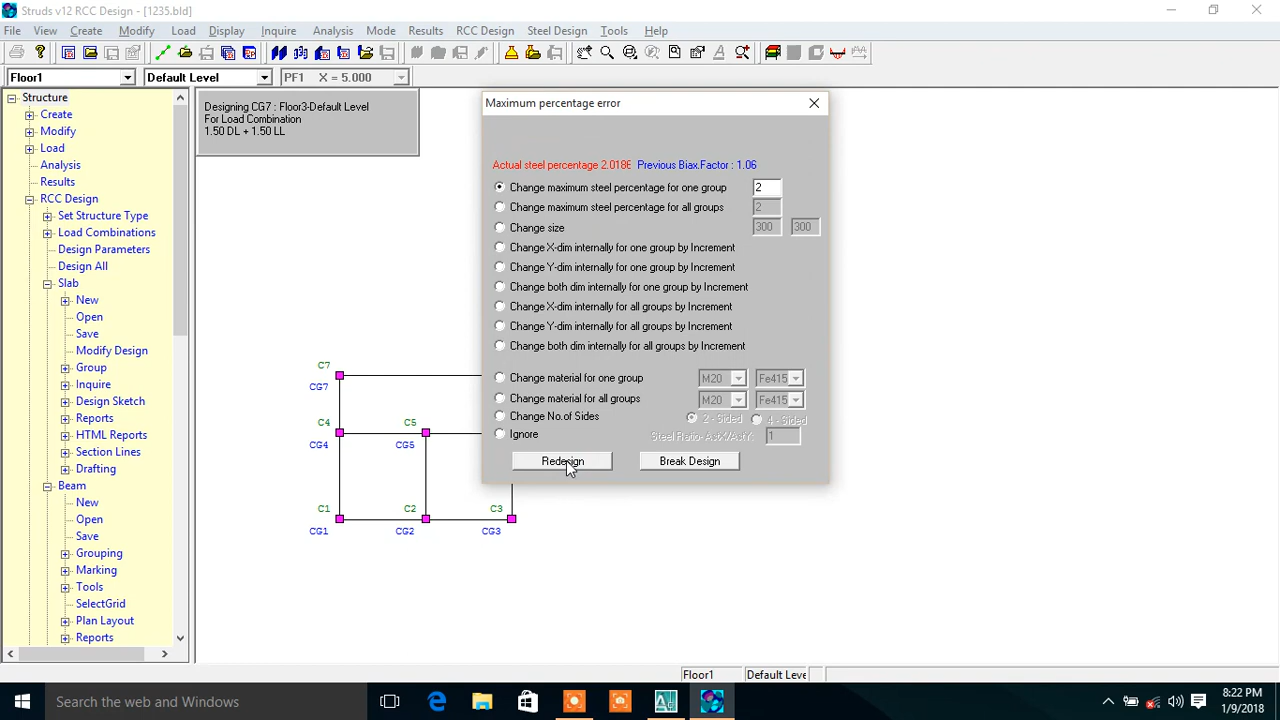 Struds v12 RCC Design - [1235.bld]
File View Create Modify Load Display Inquire Analysis Mode Results RCC Design Steel Design Tools Help
Floor1 Default Level PF1 X = 5.000
Structure
Create
Modify
Load
Analysis
Results
RCC Design
Set Structure Type
Load Combinations
Design Parameters
Design All
Slab
New
Open
Save
Modify Design
Group
Inquire
Design Sketch
Reports
HTML Reports
Section Lines
Drafting
Beam
New
Open
Save
Grouping
Marking
Tools
SelectGrid
Plan Layout
Reports
Designing CG7 : Floor3-Default Level
For Load Combination
1.50 DL + 1.50 LL
C7
CG7
C4 C5
CG4 CG5
C1 C2 C3
CG1 CG2 CG3
Maximum percentage error
Actual steel percentage 2.0186 Previous Biax.Factor : 1.06
Change maximum steel percentage for one group 2
Change maximum steel percentage for all groups 2
Change size 300 300
Change X-dim internally for one group by Increment
Change Y-dim internally for one group by Increment
Change both dim internally for one group by Increment
Change X-dim internally for all groups by Increment
Change Y-dim internally for all groups by Increment
Change both dim internally for all groups by Increment
Change material for one group M20 Fe415
Change material for all groups M20 Fe415
Change No.of Sides 2 - Sided 4 - Sided
Ignore Steel Ratio- AstX/AstY: 1
Redesign Break Design
Floor1 Default Leve
Search the web and Windows
8:22 PM
1/9/2018